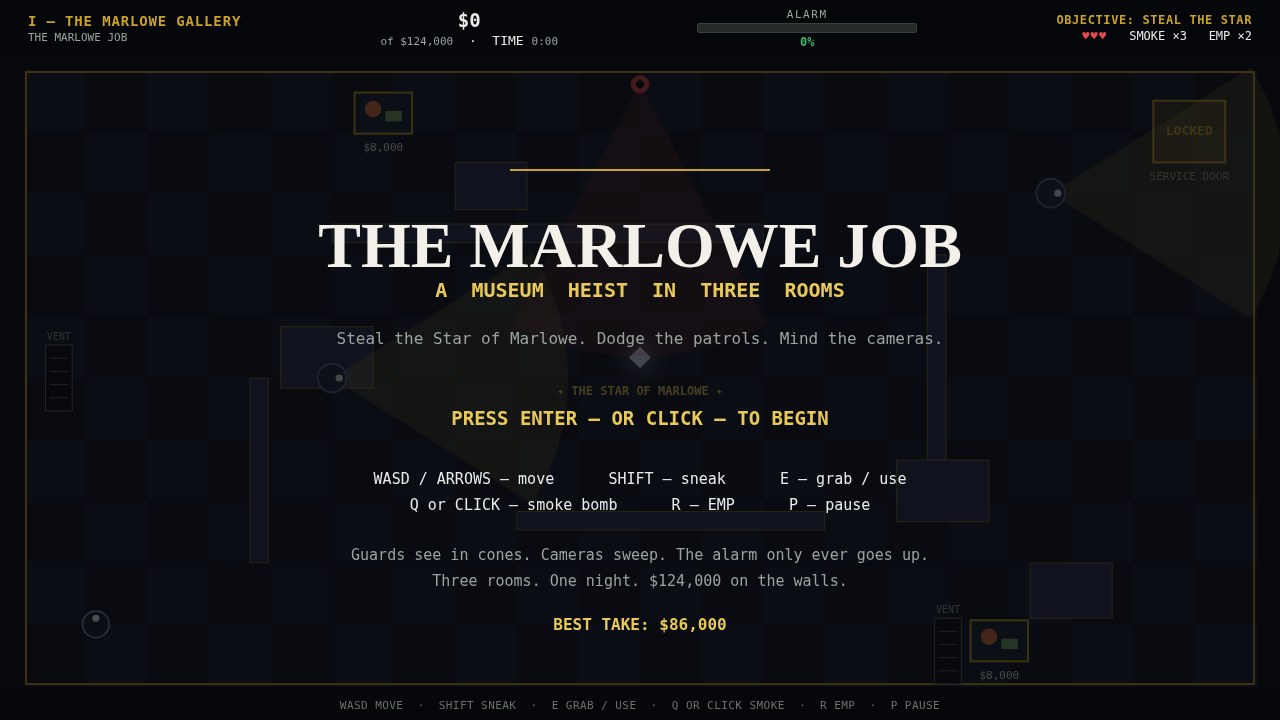 I — THE MARLOWE GALLERY
THE MARLOWE JOB
$0
of $124,000 · TIME 0:00
ALARM
0%
OBJECTIVE: STEAL THE STAR
♥♥♥ SMOKE ×3 EMP ×2
$8,000
LOCKED
SERVICE DOOR
THE MARLOWE JOB
A MUSEUM HEIST IN THREE ROOMS
VENT
Steal the Star of Marlowe. Dodge the patrols. Mind the cameras.
✦ THE STAR OF MARLOWE ✦
PRESS ENTER — OR CLICK — TO BEGIN
WASD / ARROWS — move SHIFT — sneak E — grab / use
Q or CLICK — smoke bomb R — EMP P — pause
Guards see in cones. Cameras sweep. The alarm only ever goes up.
Three rooms. One night. $124,000 on the walls.
VENT
BEST TAKE: $86,000
$8,000
WASD MOVE · SHIFT SNEAK · E GRAB / USE · Q OR CLICK SMOKE · R EMP · P PAUSE